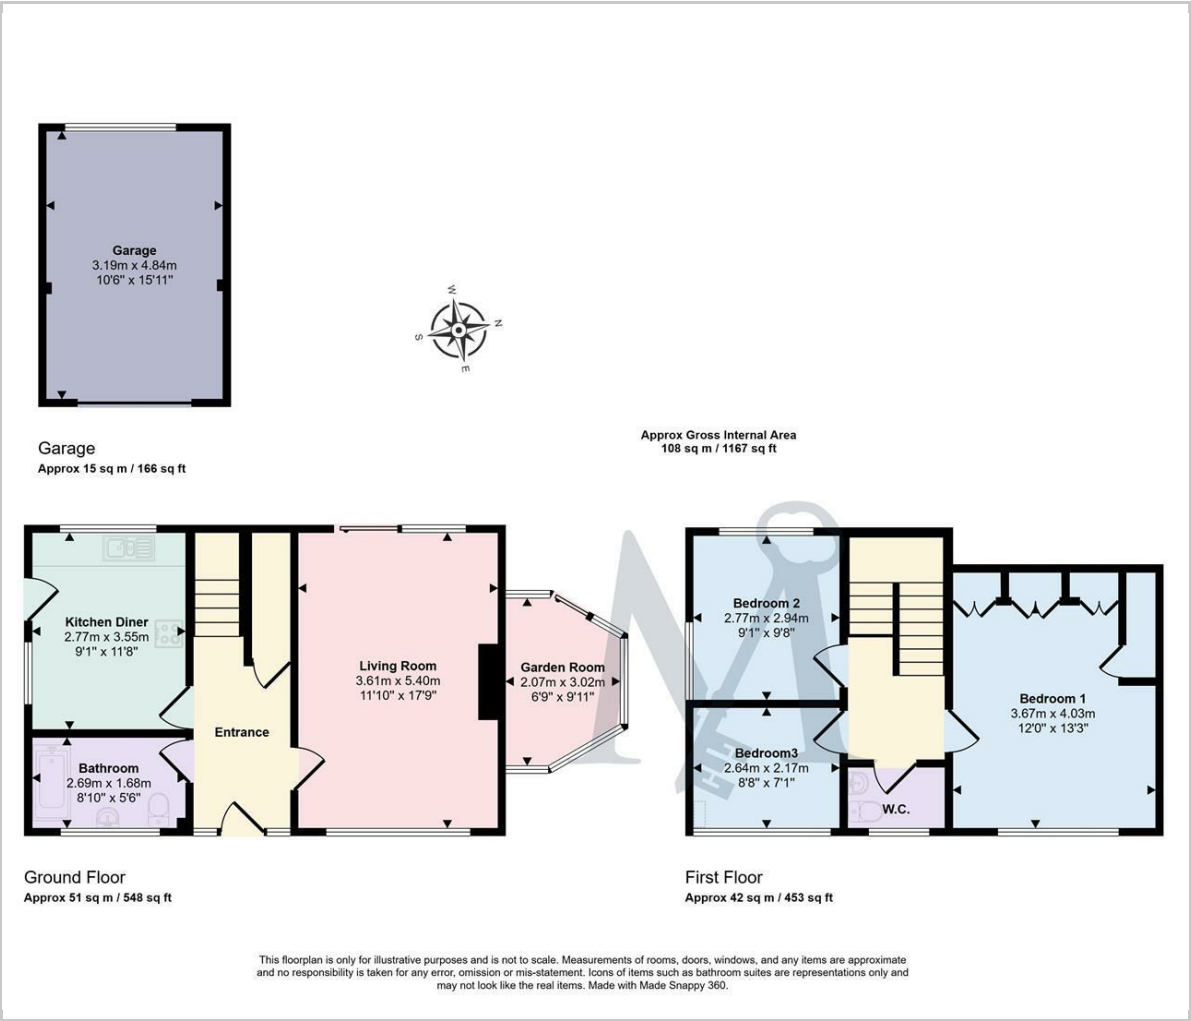 Garage
3.19m x 4.84m
10'6" x 15'11"
W
N
S
E
Garage
Approx 15 sq m / 166 sq ft
Approx Gross Internal Area
108 sq m / 1167 sq ft
Kitchen Diner
2.77m x 3.55m
9'1" x 11'8"
Living Room
3.61m x 5.40m
11'10" x 17'9"
Garden Room
2.07m x 3.02m
6'9" x 9'11"
Entrance
Bathroom
2.69m x 1.68m
8'10" x 5'6"
Bedroom 2
2.77m x 2.94m
9'1" x 9'8"
Bedroom 1
3.67m x 4.03m
12'0" x 13'3"
Bedroom3
2.64m x 2.17m
8'8" x 7'1"
W.C.
Ground Floor
Approx 51 sq m / 548 sq ft
First Floor
Approx 42 sq m / 453 sq ft
This floorplan is only for illustrative purposes and is not to scale. Measurements of rooms, doors, windows, and any items are approximate
and no responsibility is taken for any error, omission or mis-statement. Icons of items such as bathroom suites are representations only and
may not look like the real items. Made with Made Snappy 360.